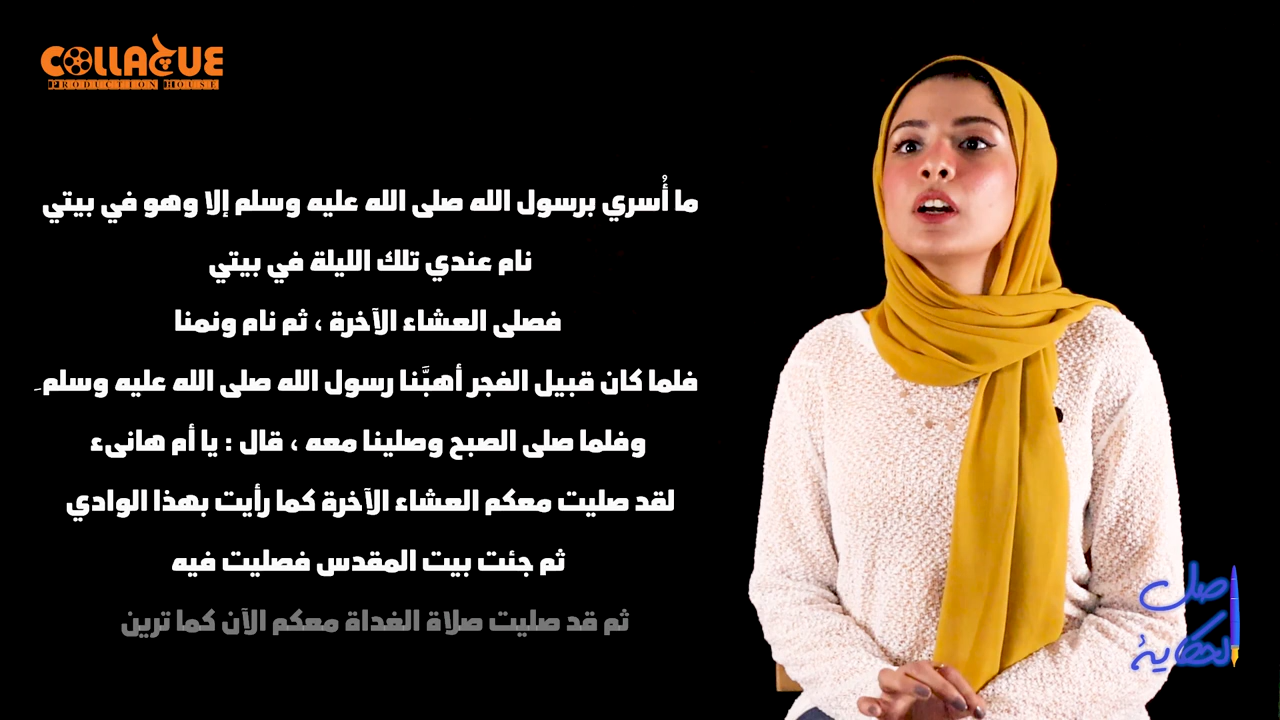 COLLAGUE
PRODUCTION HOUSE
ما أُسري برسول الله صلى الله عليه وسلم إلا وهو في بيتي
نام عندي تلك الليلة في بيتي
فصلى العشاء الآخرة ، ثم نام ونمنا
فلما كان قبيل الفجر أهبَّنا رسول الله صلى الله عليه وسلم َ
وفلما صلى الصبح وصلينا معه ، قال : يا أم هانىء
لقد صليت معكم العشاء الآخرة كما رأيت بهذا الوادي
ثم جئت بيت المقدس فصليت فيه
ثم قد صليت صلاة الغداة معكم الآن كما ترين
اصل
الحكاية